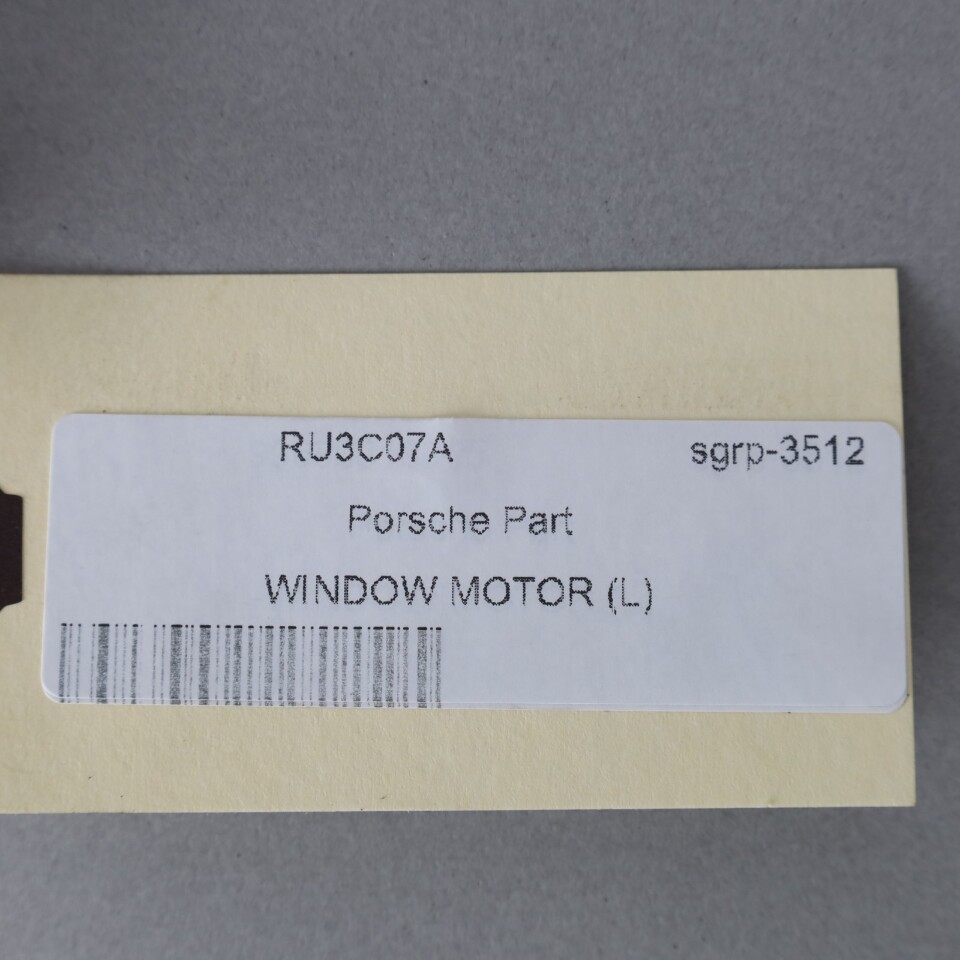 RU3C07A sgrp-3512
Porsche Part
WINDOW MOTOR (L)